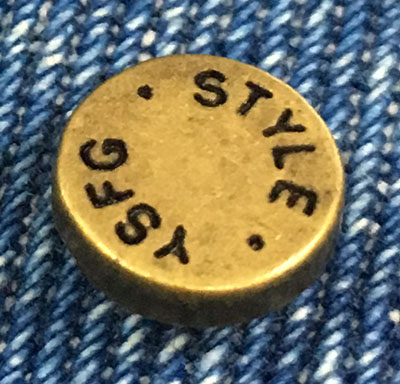 • STYLE •
YSFG